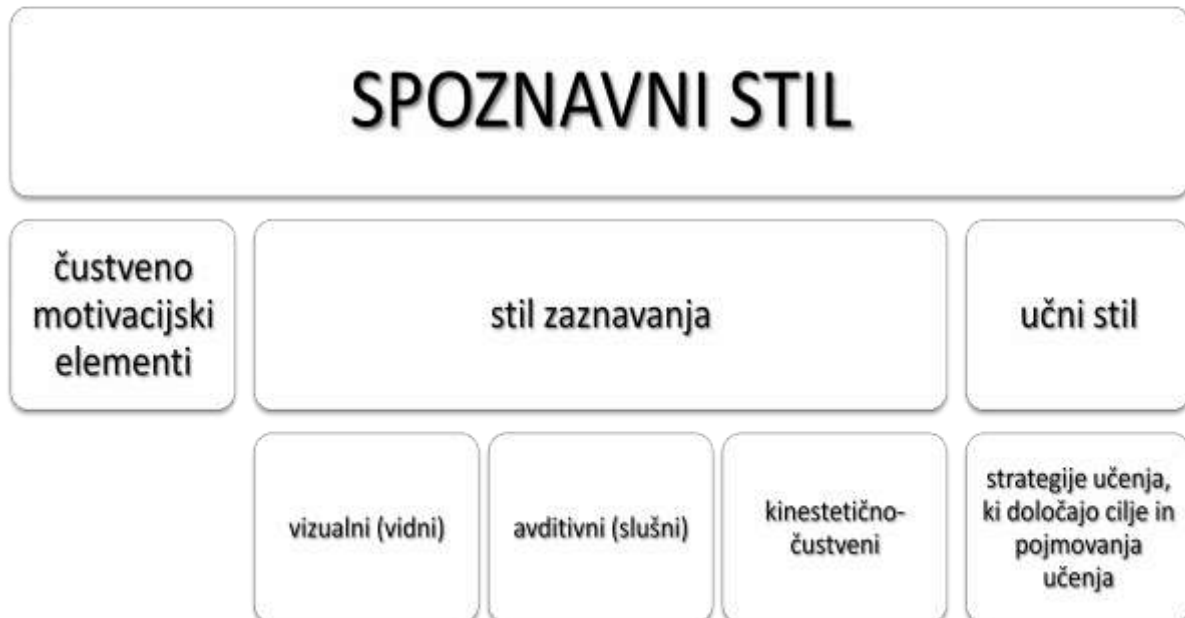 SPOZNAVNI STIL
čustveno
motivacijski
elementi
stil zaznavanja
učni stil
vizualni (vidni)
avditivni (slušni)
kinestetično-
čustveni
strategije učenja,
ki določajo cilje in
pojmovanja
učenja